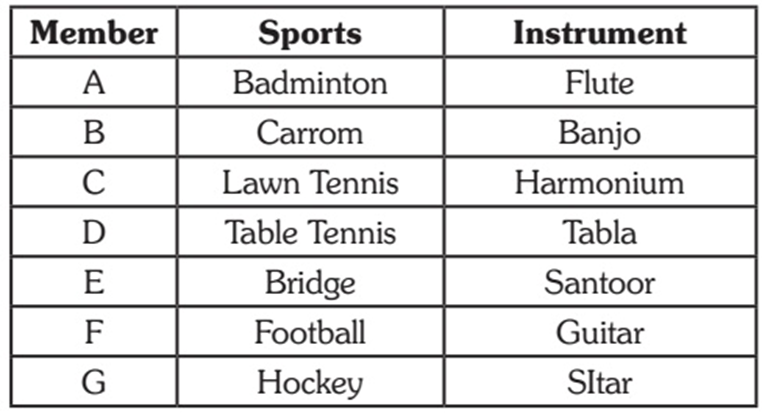 Member Sports Instrument
A Badminton Flute
B Carrom Banjo
C Lawn Tennis Harmonium
D Table Tennis Tabla
E Bridge Santoor
F Football Guitar
G Hockey SItar